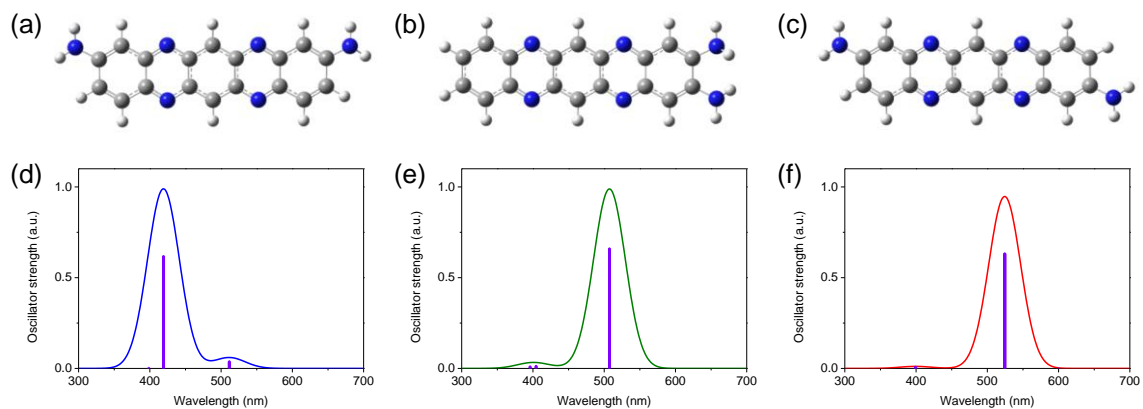 (a) (b) (c)
(d) (e) (f)
1.0
0.5
0.0
300 400 500 600 700
Wavelength (nm)
Oscillator strength (a.u.)
1.0
0.5
0.0
300 400 500 600 700
Wavelength (nm)
Oscillator strength (a.u.)
1.0
0.5
0.0
300 400 500 600 700
Wavelength (nm)
Oscillator strength (a.u.)